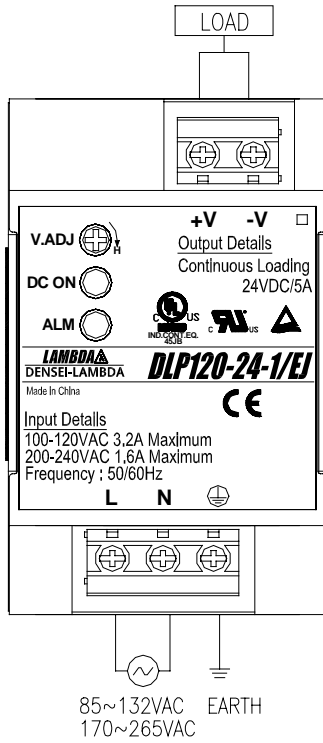 LOAD
+V -V
V.ADJ
H
Output Details
Continuous Loading
24VDC/5A
DC ON
ALM
C UL US
IND.CONT.EQ.
45JB
C US
LAMBDA
DENSEI-LAMBDA
DLP120-24-1/EJ
Made In China
CE
Input Details
100-120VAC 3,2A Maximum
200-240VAC 1,6A Maximum
Frequency : 50/60Hz
L N
85~132VAC EARTH
170~265VAC